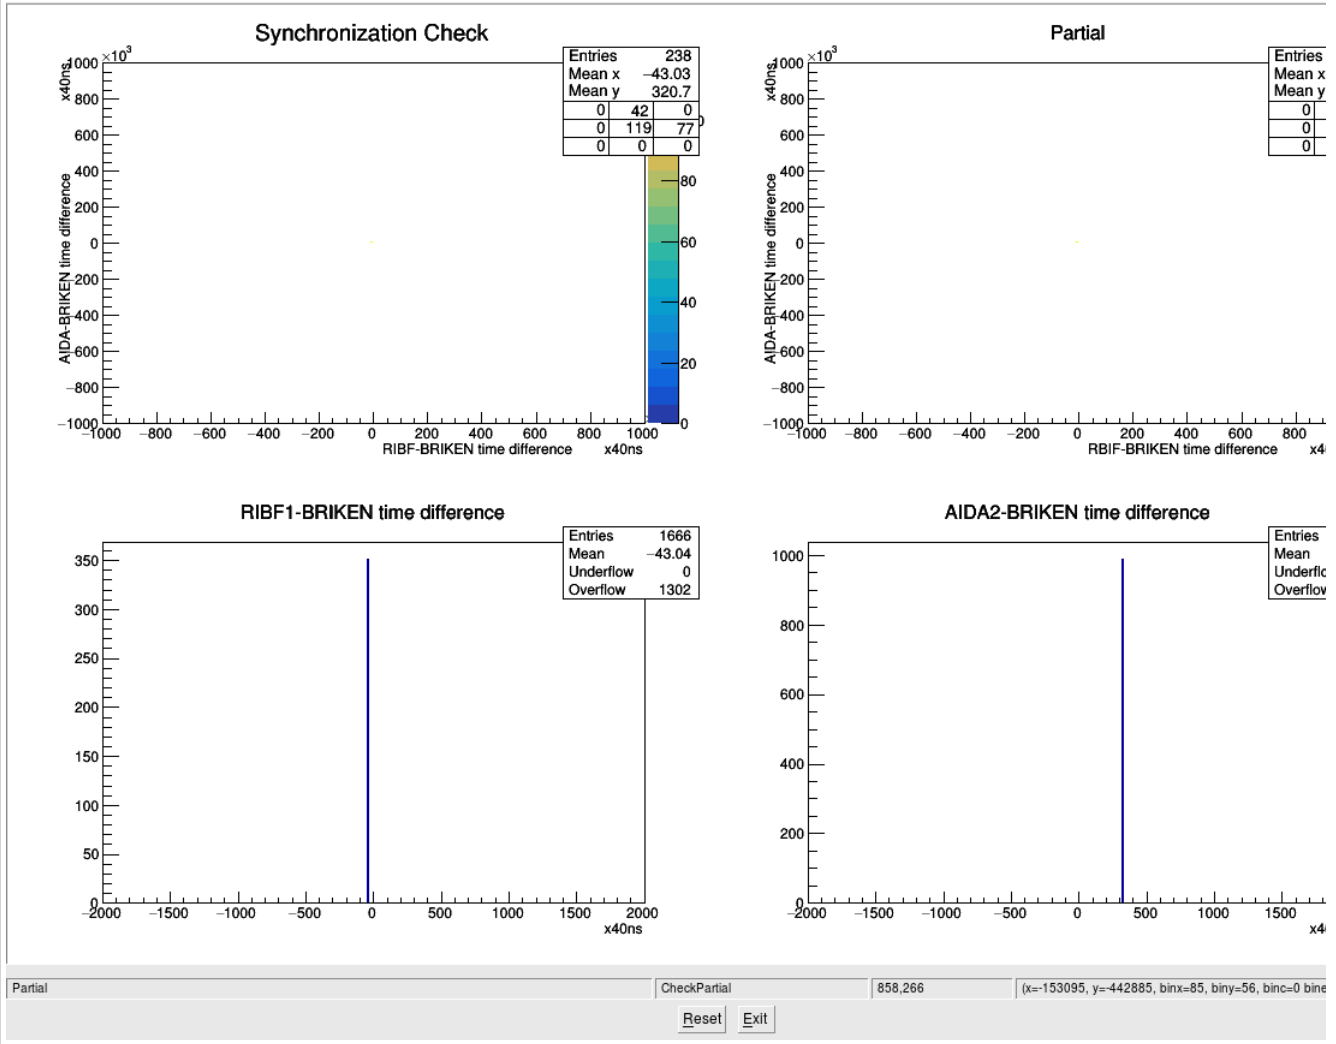 Synchronization Check
×10³
x40ns
AIDA-BRIKEN time difference
1000
800
600
400
200
0
−200
−400
−600
−800
−1000
−1000 −800 −600 −400 −200 0 200 400 600 800 1000
RIBF-BRIKEN time difference x40ns
Entries 238
Mean x −43.03
Mean y 320.7
0 42 0
0 119 77
0 0 0
80
60
40
20
0
Partial
×10³
x40ns
AIDA-BRIKEN time difference
1000
800
600
400
200
0
−200
−400
−600
−800
−1000
−1000 −800 −600 −400 −200 0 200 400 600 800
RBIF-BRIKEN time difference x4
Entries
Mean x
Mean y
0
0
0
RIBF1-BRIKEN time difference
Entries 1666
Mean −43.04
Underflow 0
Overflow 1302
350
300
250
200
150
100
50
0
−2000 −1500 −1000 −500 0 500 1000 1500 2000
x40ns
AIDA2-BRIKEN time difference
Entries
Mean
Underflo
Overflow
1000
800
600
400
200
0
−2000 −1500 −1000 −500 0 500 1000 1500
x4
Partial CheckPartial 858,266 (x=-153095, y=-442885, binx=85, biny=56, binc=0 bine
Reset Exit